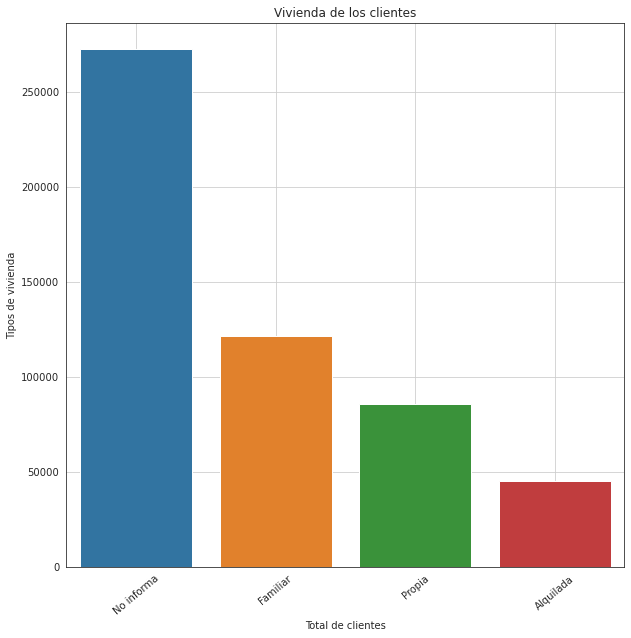 Vivienda de los clientes
Tipos de vivienda
250000
200000
150000
100000
50000
0
No informa
Familiar
Propia
Alquilada
Total de clientes